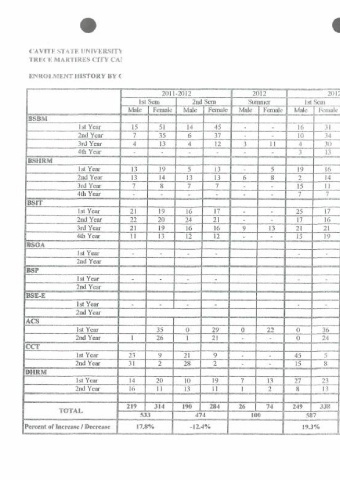 CAVITE STATE UNIVERSITY
TRECE MARTIRES CITY CA
ENROLMENT HISTORY BY C
2011-2012 2012 2012
1st Sem 2nd Sem Summer 1st Sem
Male Female Male Female Male Female Male Female
BSBM
1st Year 15 51 14 45 - - 16 31
2nd Year 7 35 6 37 - - 10 34
3rd Year 4 13 4 12 3 11 4 30
4th Year - - - - - - 3 13
BSHRM
1st Year 13 19 5 13 - 5 19 16
2nd Year 13 14 13 13 6 8 2 14
3rd Year 7 8 7 7 - - 15 11
4th Year - - - - - - 7 7
BSIT
1st Year 21 19 16 17 - - 25 17
2nd Year 22 20 24 21 - - 17 16
3rd Year 21 19 16 16 9 13 21 21
4th Year 11 13 12 12 - - 15 19
BSOA
1st Year - - - - - -
2nd Year
BSP
1st Year - - - - - -
2nd Year
BSE-E
1st Year - - - - - -
2nd Year
ACS
1st Year 35 0 29 0 22 0 36
2nd Year 1 26 1 21 - - 0 24
CCT
1st Year 23 9 21 9 - - 45 5
2nd Year 31 2 28 2 - - 15 8
BHRM
1st Year 14 20 10 19 7 13 27 23
2nd Year 16 11 13 11 1 2 8 13
TOTAL 219 314 190 284 26 74 249 338
533 474 100 587
Percent of Increase / Decrease 17.8% -12.4% 19.3%